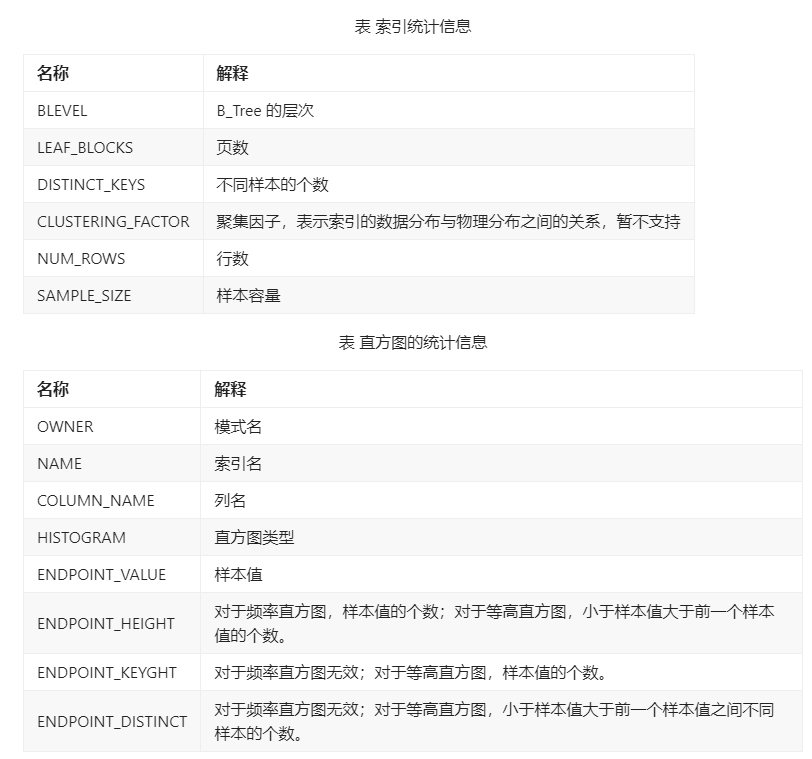 表 索引统计信息
名称 解释
BLEVEL B_Tree 的层次
LEAF_BLOCKS 页数
DISTINCT_KEYS 不同样本的个数
CLUSTERING_FACTOR 聚集因子，表示索引的数据分布与物理分布之间的关系，暂不支持
NUM_ROWS 行数
SAMPLE_SIZE 样本容量
表 直方图的统计信息
名称 解释
OWNER 模式名
NAME 索引名
COLUMN_NAME 列名
HISTOGRAM 直方图类型
ENDPOINT_VALUE 样本值
ENDPOINT_HEIGHT 对于频率直方图，样本值的个数；对于等高直方图，小于样本值大于前一个样本
值的个数。
ENDPOINT_KEYGHT 对于频率直方图无效；对于等高直方图，样本值的个数。
ENDPOINT_DISTINCT 对于频率直方图无效；对于等高直方图，小于样本值大于前一个样本值之间不同
样本的个数。